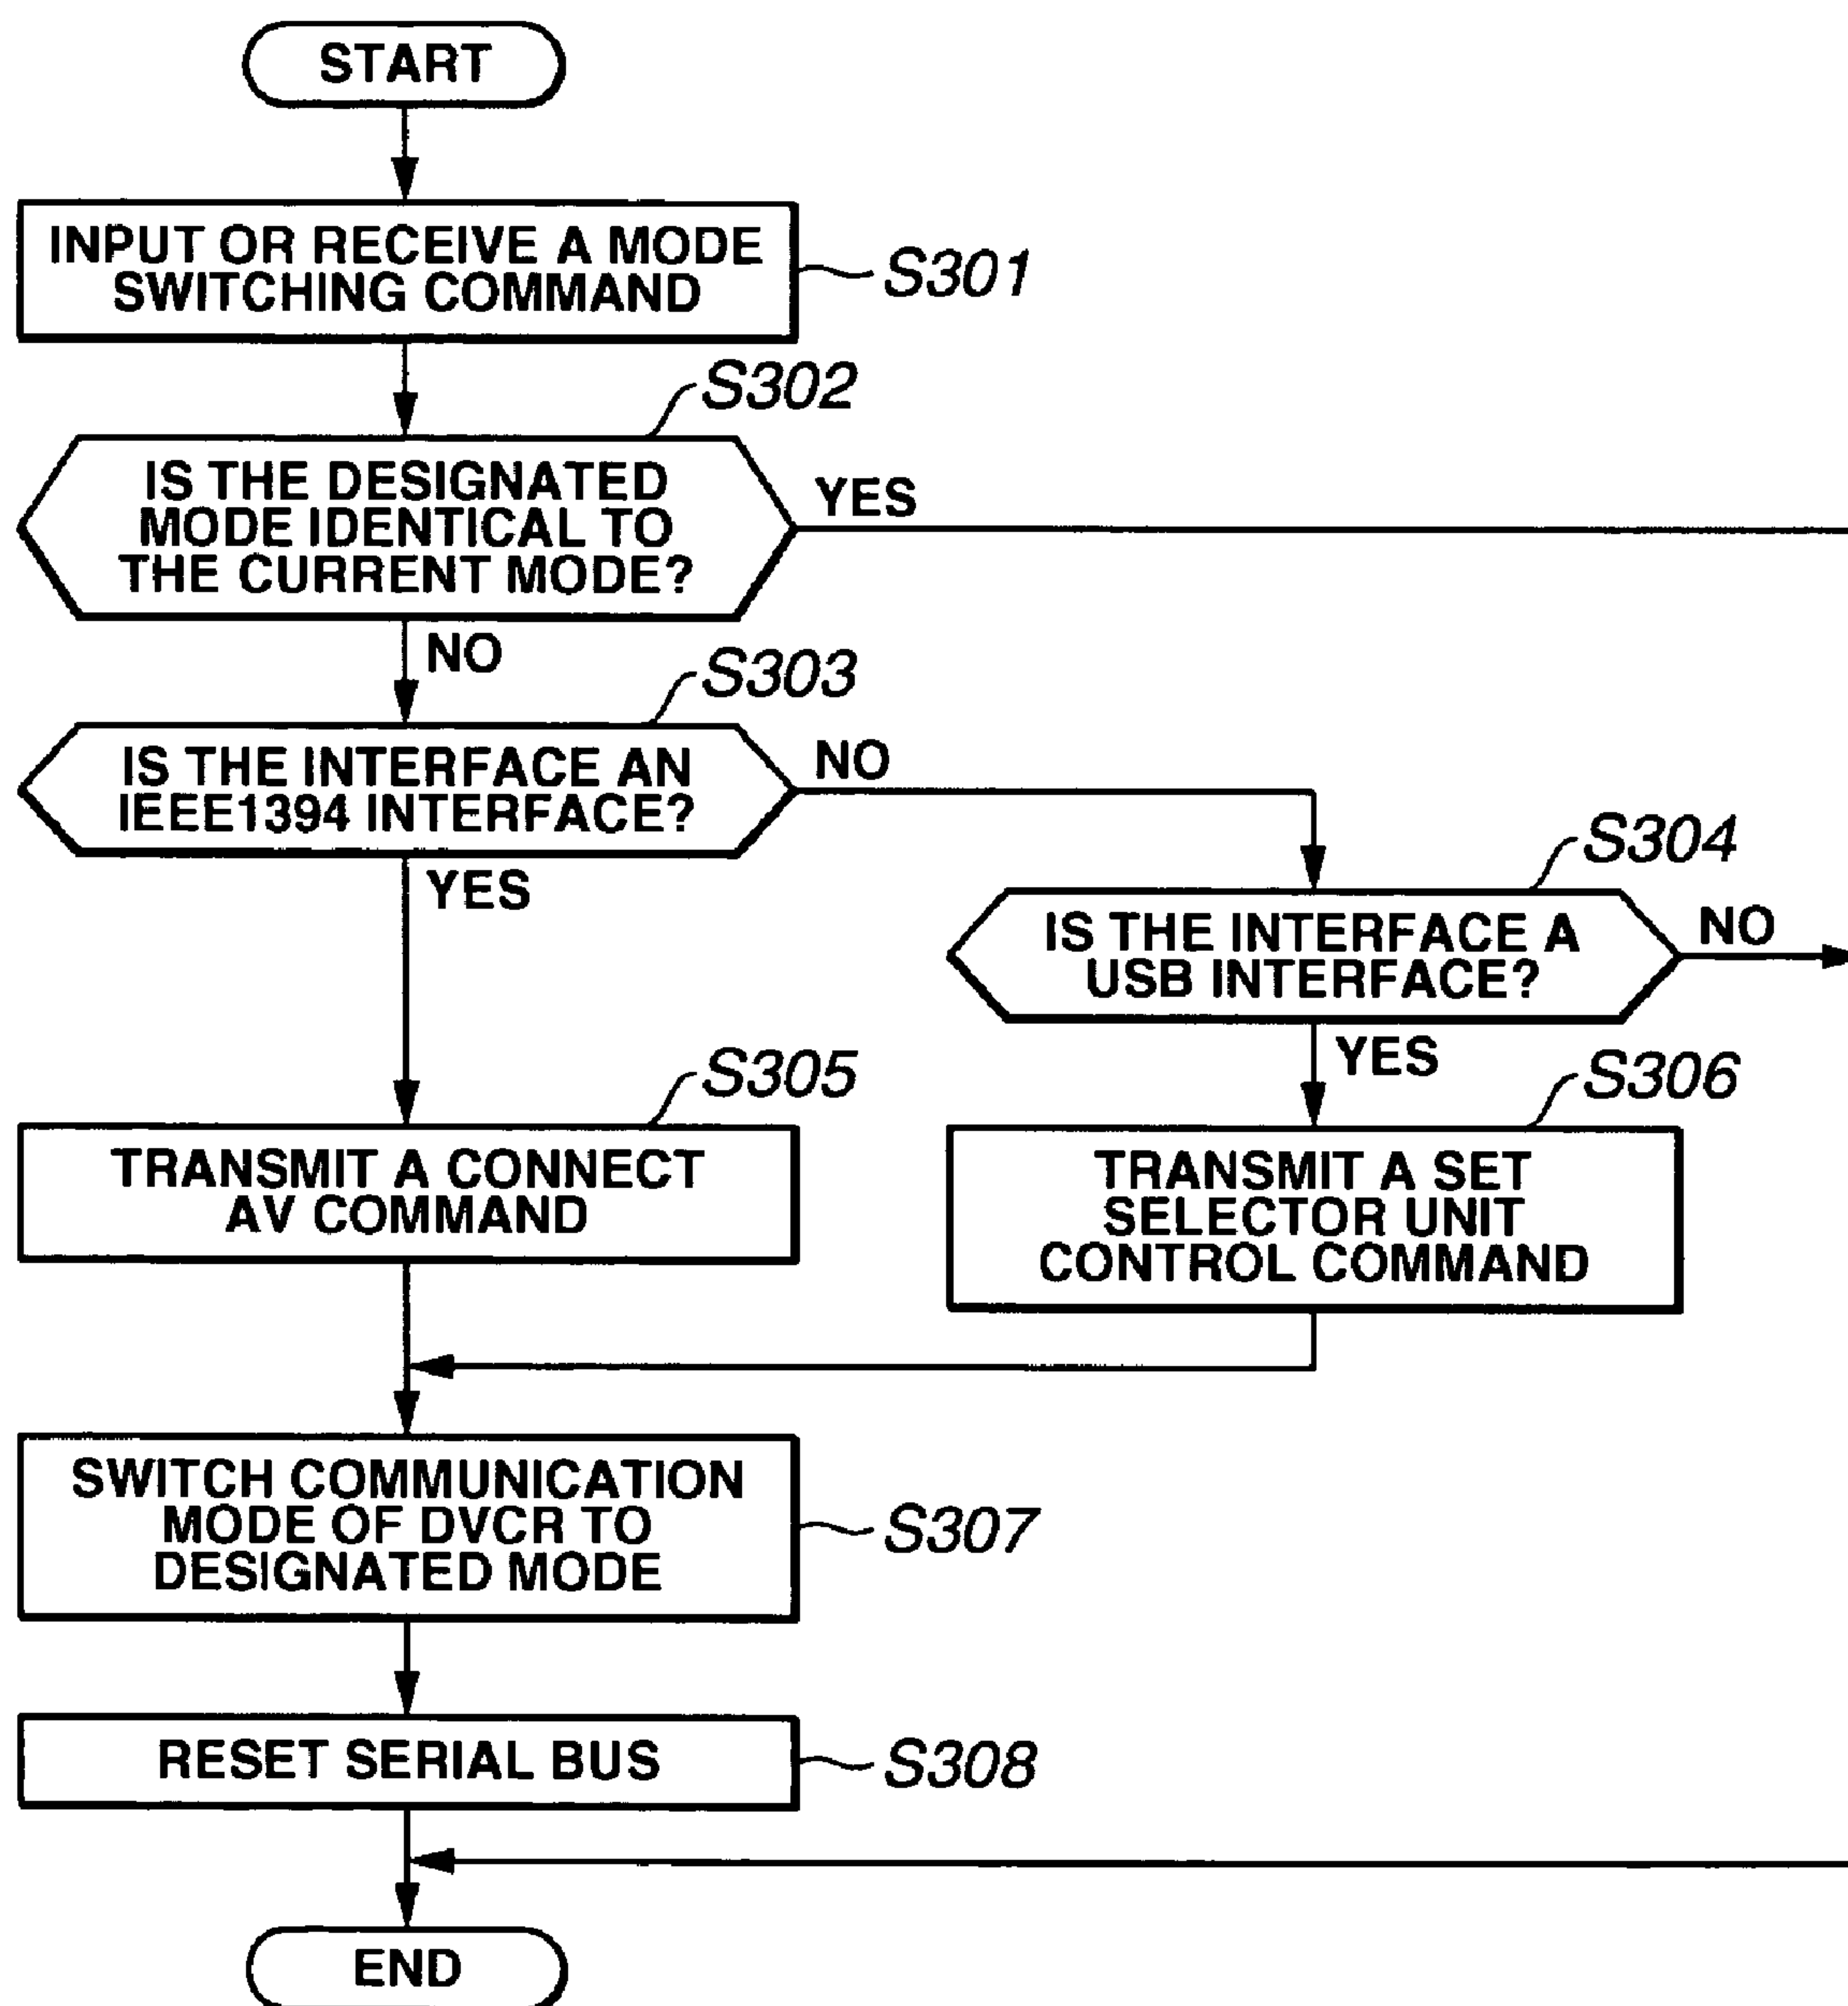 START
INPUT OR RECEIVE A MODE
SWITCHING COMMAND
S301
S302
IS THE DESIGNATED
MODE IDENTICAL TO
THE CURRENT MODE?
YES
NO
S303
IS THE INTERFACE AN
IEEE1394 INTERFACE?
NO
YES
S304
IS THE INTERFACE A
USB INTERFACE?
NO
YES
S305
TRANSMIT A CONNECT
AV COMMAND
S306
TRANSMIT A SET
SELECTOR UNIT
CONTROL COMMAND
SWITCH COMMUNICATION
MODE OF DVCR TO
DESIGNATED MODE
S307
RESET SERIAL BUS
S308
END